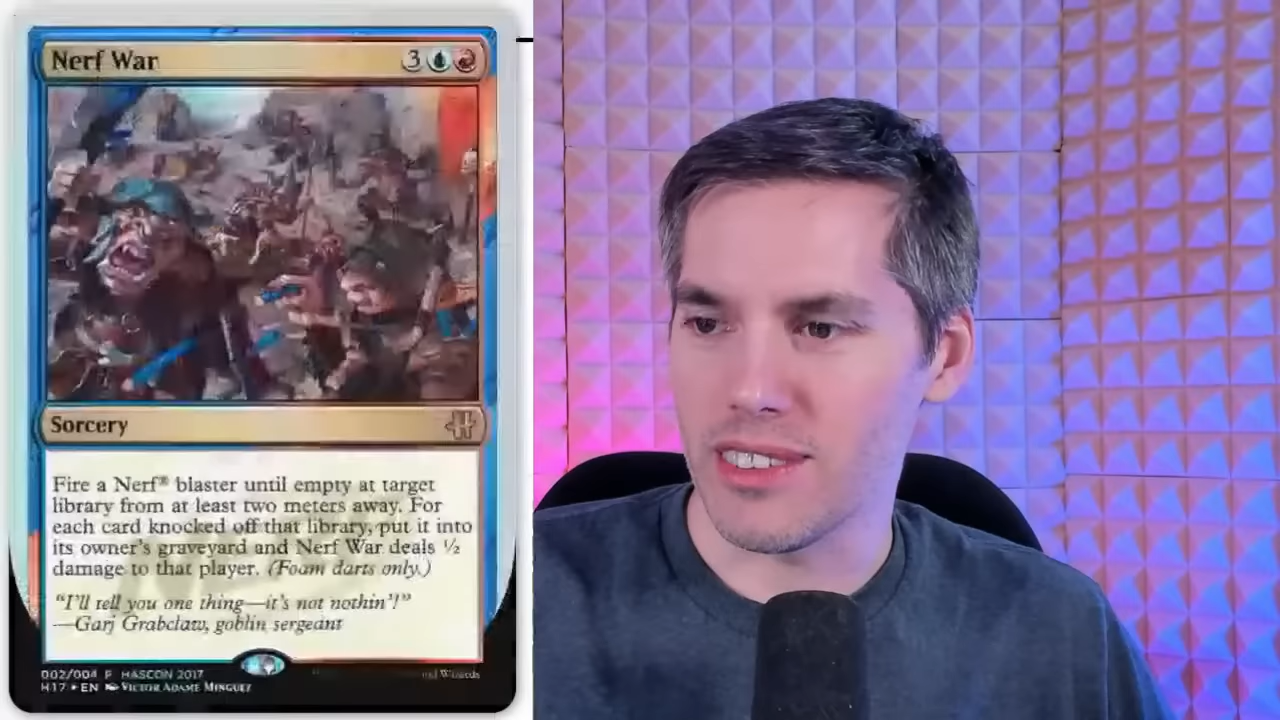 Nerf War 3
Sorcery
Fire a Nerf® blaster until empty at target
library from at least two meters away. For
each card knocked off that library, put it into
its owner's graveyard and Nerf War deals ½
damage to that player. (Foam darts only.)
"I'll tell you one thing—it's not nothin'!"
—Garj Grabclaw, goblin sergeant
002/004 P HASCON 2017
H17 • EN Victor Adame Minguez
Wizards